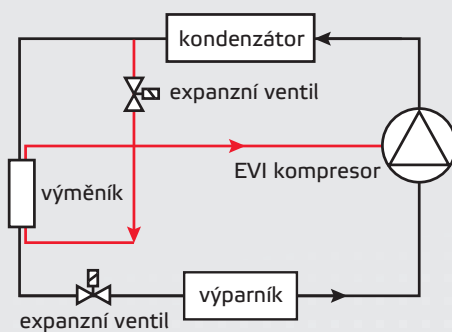 kondenzátor
expanzní ventil
EVI kompresor
výměník
výparník
expanzní ventil